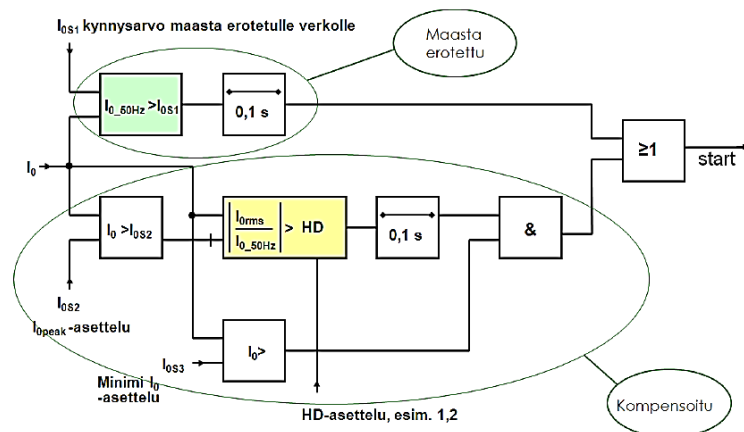 I0S1 kynnysarvo maasta erotetulle verkolle
Maasta
erotettu
I0_50Hz >I0S1
0,1 s
≥1
start
I0
I0 >I0S2
I0rms
I0_50Hz
> HD
0,1 s
&
I0S2
I0peak -asettelu
I0>
I0S3
Minimi I0
-asettelu
HD-asettelu, esim. 1,2
Kompensoitu